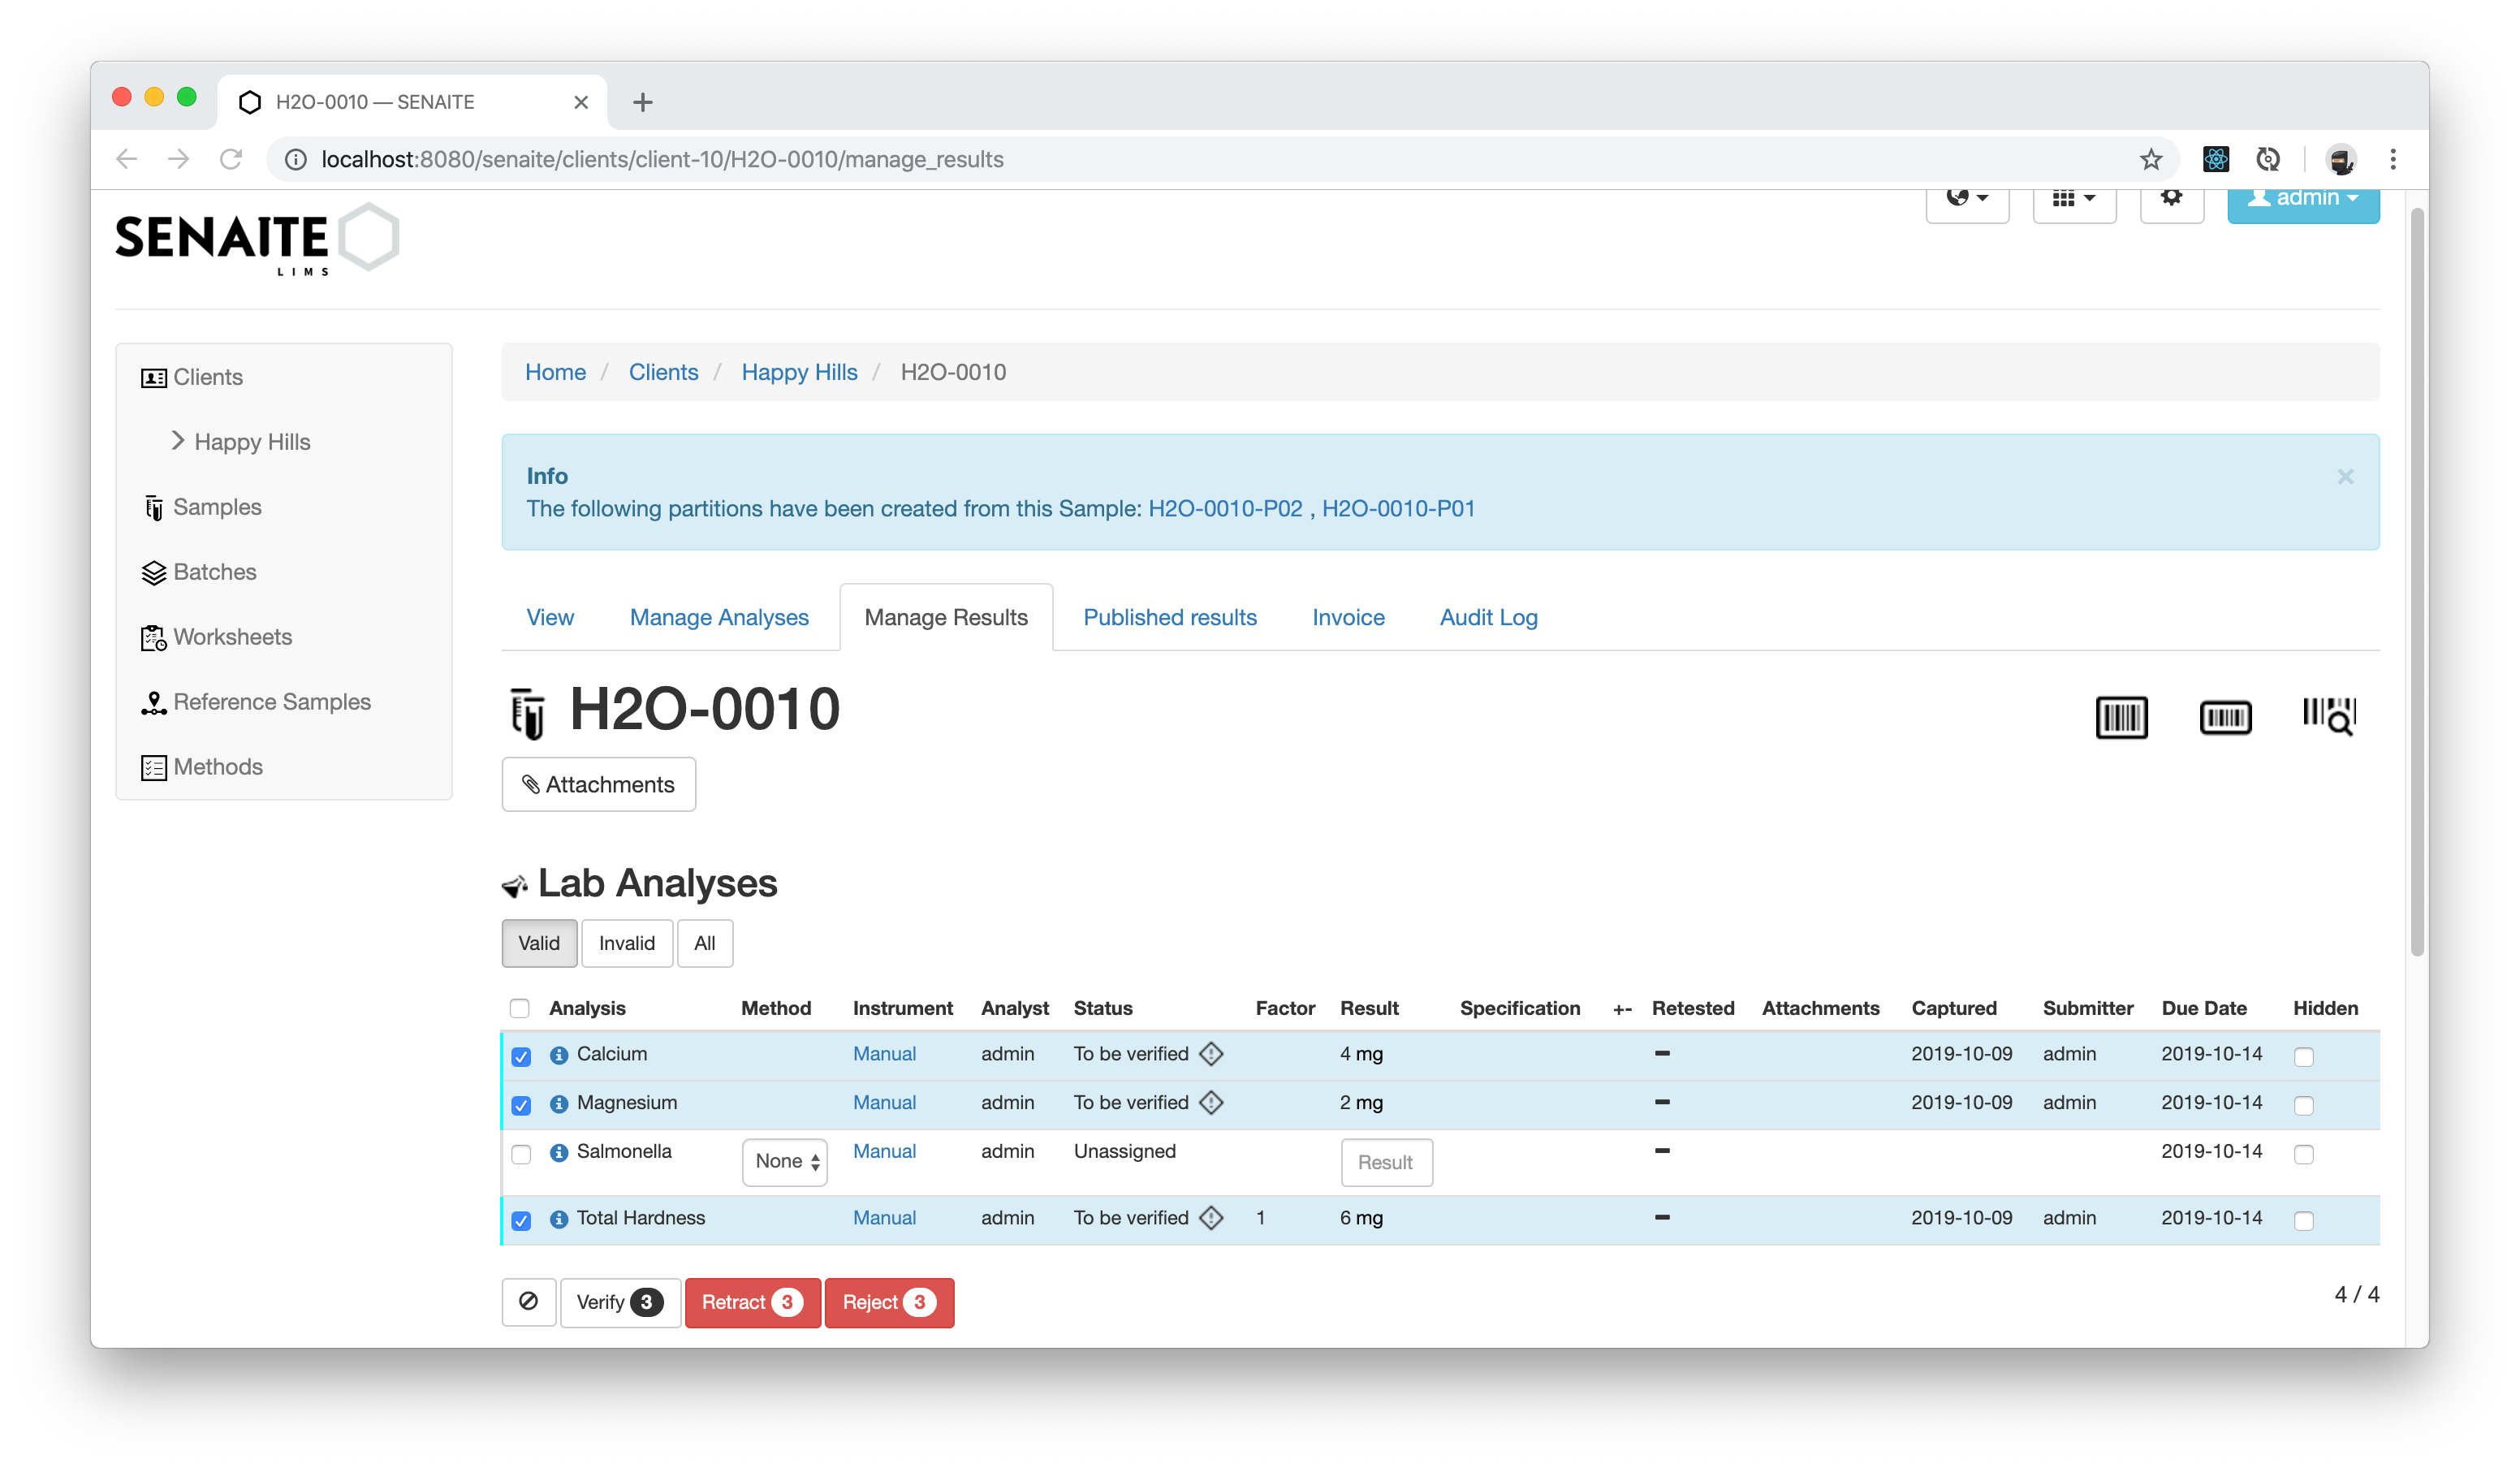 H2O-0010 — SENAITE
localhost:8080/senaite/clients/client-10/H2O-0010/manage_results
admin
SENAITE
LIMS
Clients
Happy Hills
Samples
Batches
Worksheets
Reference Samples
Methods
Home / Clients / Happy Hills / H2O-0010
Info
The following partitions have been created from this Sample: H2O-0010-P02 , H2O-0010-P01
View Manage Analyses Manage Results Published results Invoice Audit Log
H2O-0010
Attachments
Lab Analyses
Valid Invalid All
Analysis Method Instrument Analyst Status Factor Result Specification +- Retested Attachments Captured Submitter Due Date Hidden
Calcium Manual admin To be verified 4 mg 2019-10-09 admin 2019-10-14
Magnesium Manual admin To be verified 2 mg 2019-10-09 admin 2019-10-14
Salmonella None Manual admin Unassigned Result 2019-10-14
Total Hardness Manual admin To be verified 1 6 mg 2019-10-09 admin 2019-10-14
Verify 3 Retract 3 Reject 3 4 / 4